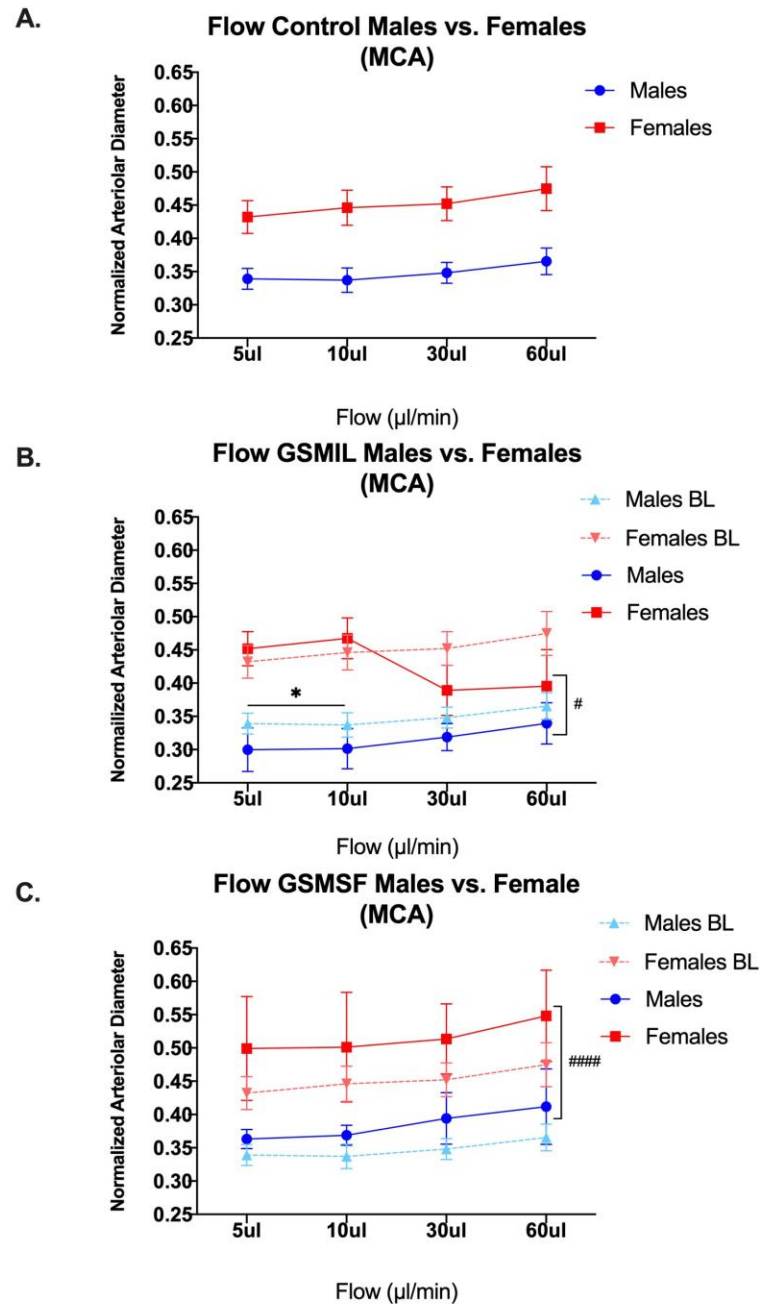 A.
Flow Control Males vs. Females
(MCA)
Normalized Arteriolar Diameter
0.65
0.60
0.55
0.50
0.45
0.40
0.35
0.30
0.25
5ul 10ul 30ul 60ul
Flow (µl/min)
Males
Females
B.
Flow GSMIL Males vs. Females
(MCA)
Normailized Arteriolar Diameter
0.65
0.60
0.55
0.50
0.45
0.40
0.35
0.30
0.25
*
#
5ul 10ul 30ul 60ul
Flow (µl/min)
Males BL
Females BL
Males
Females
C.
Flow GSMSF Males vs. Female
(MCA)
Normalized Arteriolar Diameter
0.65
0.60
0.55
0.50
0.45
0.40
0.35
0.30
0.25
####
5ul 10ul 30ul 60ul
Flow (µl/min)
Males BL
Females BL
Males
Females